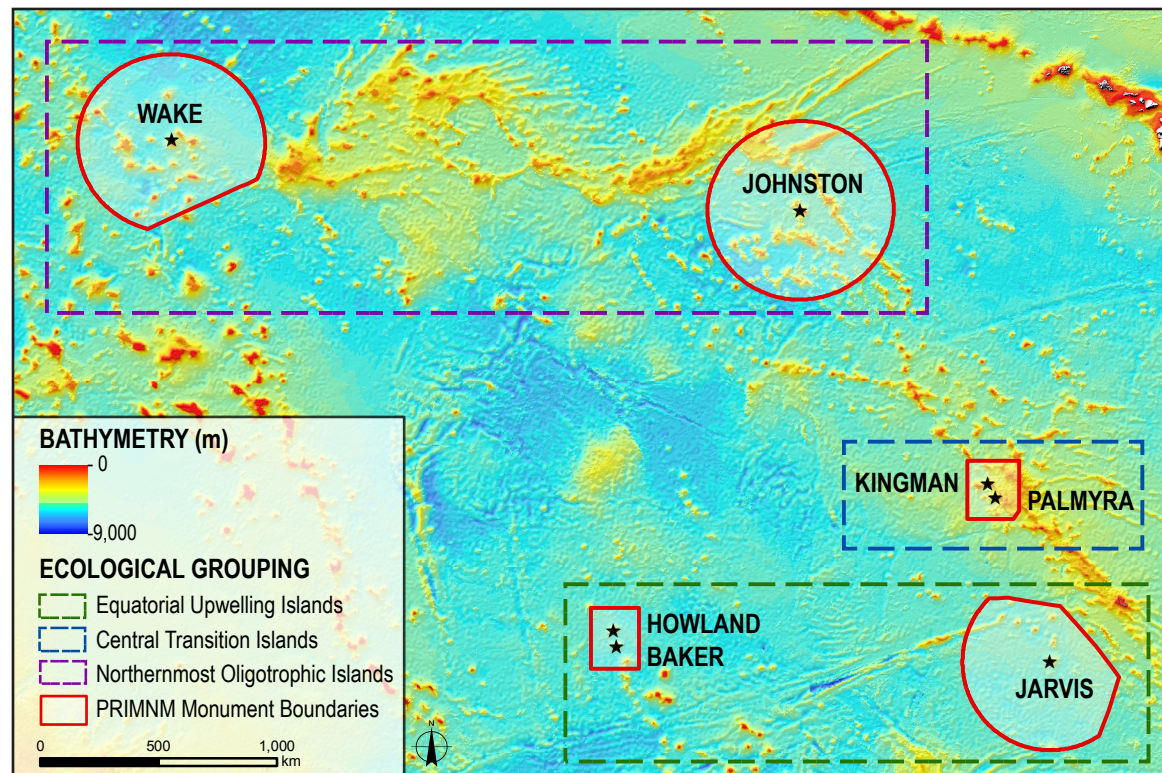 WAKE
JOHNSTON
KINGMAN
PALMYRA
HOWLAND
BAKER
JARVIS
BATHYMETRY (m)
0
-9,000
ECOLOGICAL GROUPING
Equatorial Upwelling Islands
Central Transition Islands
Northernmost Oligotrophic Islands
PRIMNM Monument Boundaries
0 500 1,000
km
N